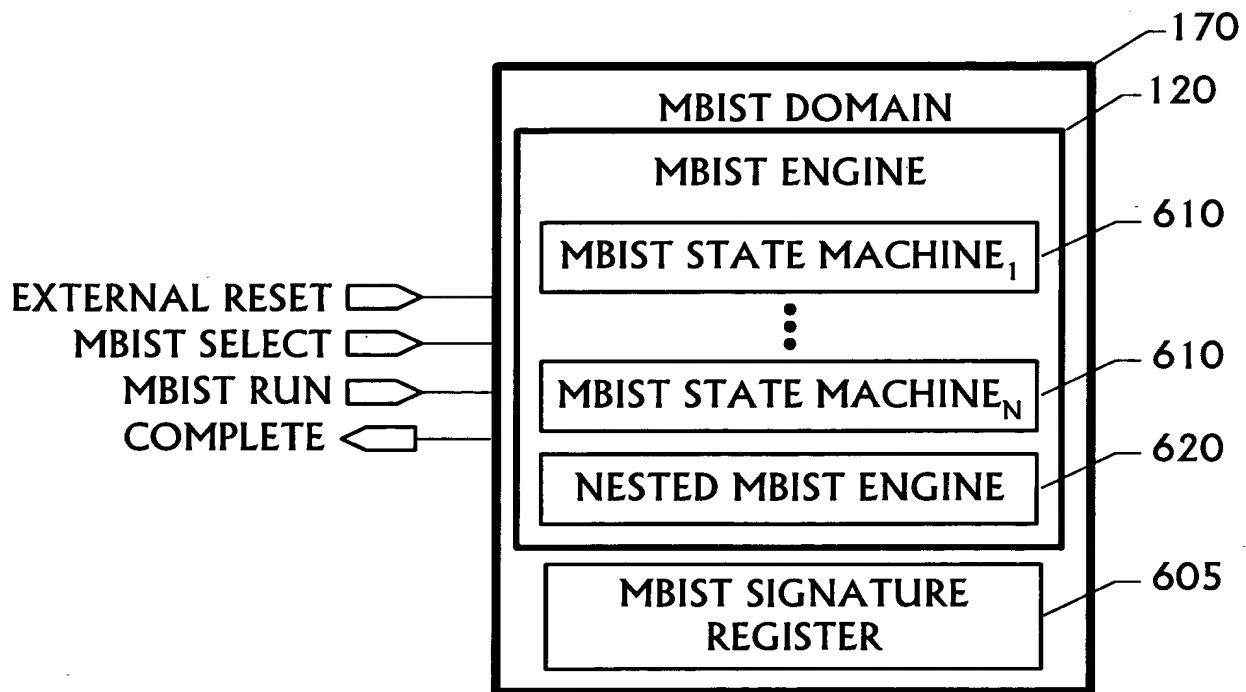 170
MBIST DOMAIN
120
MBIST ENGINE
610
MBIST STATE MACHINE1
EXTERNAL RESET
MBIST SELECT
MBIST RUN
COMPLETE
610
MBIST STATE MACHINEN
620
NESTED MBIST ENGINE
605
MBIST SIGNATURE
REGISTER